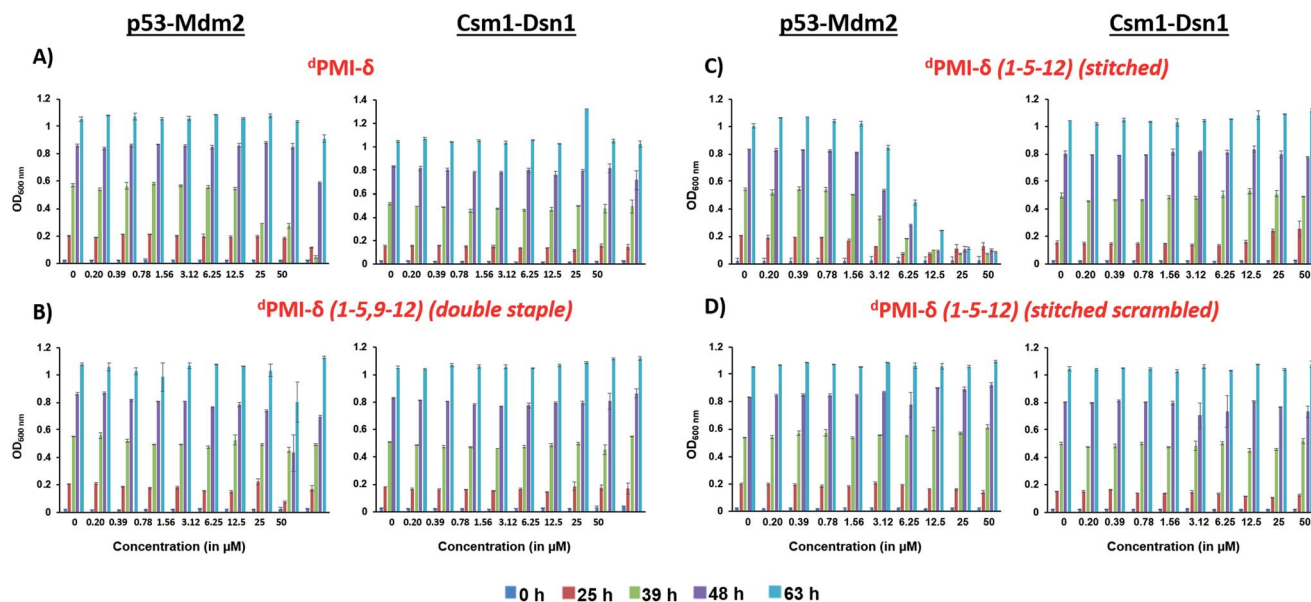 p53-Mdm2 Csm1-Dsn1
A)
ᵈPMI-δ
1.2
1
0.8
0.6
0.4
0.2
0
OD600 nm
0 0.20 0.39 0.78 1.56 3.12 6.25 12.5 25 50
1.4
1.2
1
0.8
0.6
0.4
0.2
0
0 0.20 0.39 0.78 1.56 3.12 6.25 12.5 25 50
B)
ᵈPMI-δ (1-5,9-12) (double staple)
1.2
1
0.8
0.6
0.4
0.2
0
OD600 nm
0 0.20 0.39 0.78 1.56 3.12 6.25 12.5 25 50
Concentration (in µM)
1.2
1
0.8
0.6
0.4
0.2
0
0 0.20 0.39 0.78 1.56 3.12 6.25 12.5 25 50
Concentration (in µM)
p53-Mdm2 Csm1-Dsn1
C)
ᵈPMI-δ (1-5-12) (stitched)
1.2
1
0.8
0.6
0.4
0.2
0
OD600 nm
0 0.20 0.39 0.78 1.56 3.12 6.25 12.5 25 50
1.2
1
0.8
0.6
0.4
0.2
0
0 0.20 0.39 0.78 1.56 3.12 6.25 12.5 25 50
D)
ᵈPMI-δ (1-5-12) (stitched scrambled)
1.2
1
0.8
0.6
0.4
0.2
0
OD600 nm
0 0.20 0.39 0.78 1.56 3.12 6.25 12.5 25 50
Concentration (in µM)
1.2
1
0.8
0.6
0.4
0.2
0
0 0.20 0.39 0.78 1.56 3.12 6.25 12.5 25 50
Concentration (in µM)
0 h 25 h 39 h 48 h 63 h